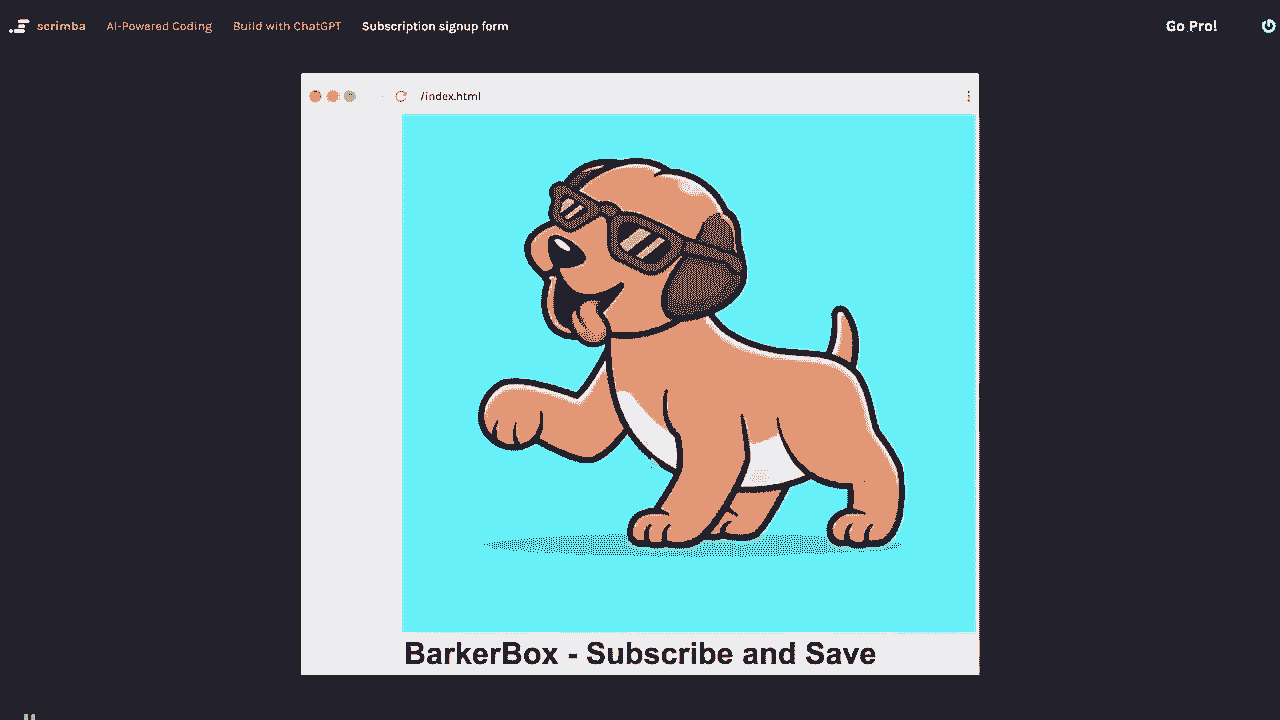 scrimba AI-Powered Coding Build with ChatGPT Subscription signup form Go Pro!
/index.html
BarkerBox - Subscribe and Save